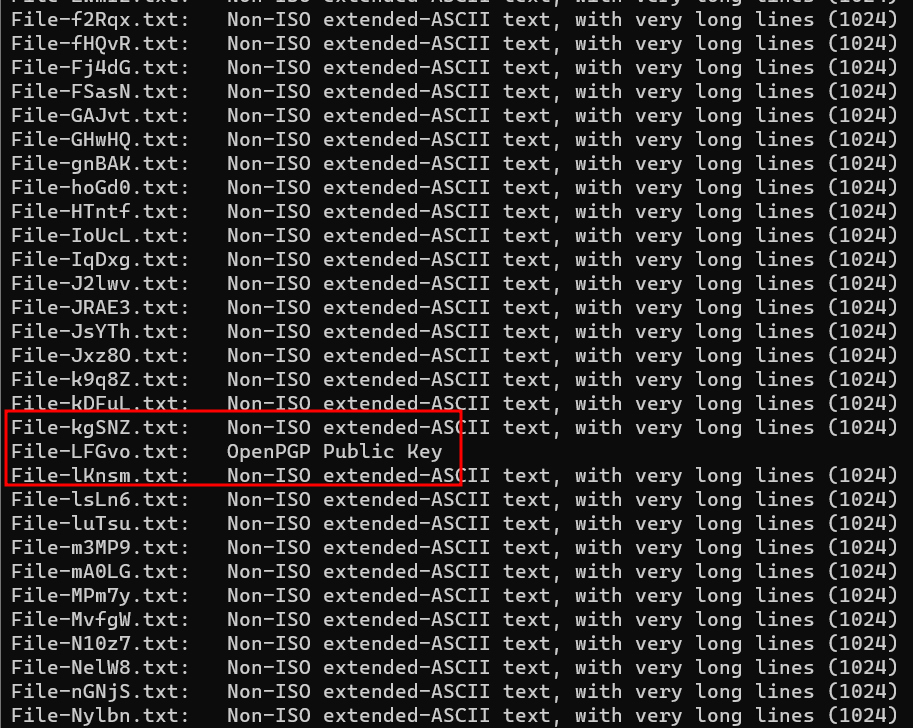 File-f2Rqx.txt: Non-ISO extended-ASCII text, with very long lines (1024)
File-fHQvR.txt: Non-ISO extended-ASCII text, with very long lines (1024)
File-Fj4dG.txt: Non-ISO extended-ASCII text, with very long lines (1024)
File-FSasN.txt: Non-ISO extended-ASCII text, with very long lines (1024)
File-GAJvt.txt: Non-ISO extended-ASCII text, with very long lines (1024)
File-GHwHQ.txt: Non-ISO extended-ASCII text, with very long lines (1024)
File-gnBAK.txt: Non-ISO extended-ASCII text, with very long lines (1024)
File-hoGd0.txt: Non-ISO extended-ASCII text, with very long lines (1024)
File-HTntf.txt: Non-ISO extended-ASCII text, with very long lines (1024)
File-IoUcL.txt: Non-ISO extended-ASCII text, with very long lines (1024)
File-IqDxg.txt: Non-ISO extended-ASCII text, with very long lines (1024)
File-J2lwv.txt: Non-ISO extended-ASCII text, with very long lines (1024)
File-JRAE3.txt: Non-ISO extended-ASCII text, with very long lines (1024)
File-JsYTh.txt: Non-ISO extended-ASCII text, with very long lines (1024)
File-Jxz8O.txt: Non-ISO extended-ASCII text, with very long lines (1024)
File-k9q8Z.txt: Non-ISO extended-ASCII text, with very long lines (1024)
File-kDFuL.txt: Non-ISO extended-ASCII text, with very long lines (1024)
File-kgSNZ.txt: Non-ISO extended-ASCII text, with very long lines (1024)
File-LFGvo.txt: OpenPGP Public Key
File-lKnsm.txt: Non-ISO extended-ASCII text, with very long lines (1024)
File-lsLn6.txt: Non-ISO extended-ASCII text, with very long lines (1024)
File-luTsu.txt: Non-ISO extended-ASCII text, with very long lines (1024)
File-m3MP9.txt: Non-ISO extended-ASCII text, with very long lines (1024)
File-mA0LG.txt: Non-ISO extended-ASCII text, with very long lines (1024)
File-MPm7y.txt: Non-ISO extended-ASCII text, with very long lines (1024)
File-MvfgW.txt: Non-ISO extended-ASCII text, with very long lines (1024)
File-N10z7.txt: Non-ISO extended-ASCII text, with very long lines (1024)
File-NelW8.txt: Non-ISO extended-ASCII text, with very long lines (1024)
File-nGNjS.txt: Non-ISO extended-ASCII text, with very long lines (1024)
File-Nylbn.txt: Non-ISO extended-ASCII text, with very long lines (1024)